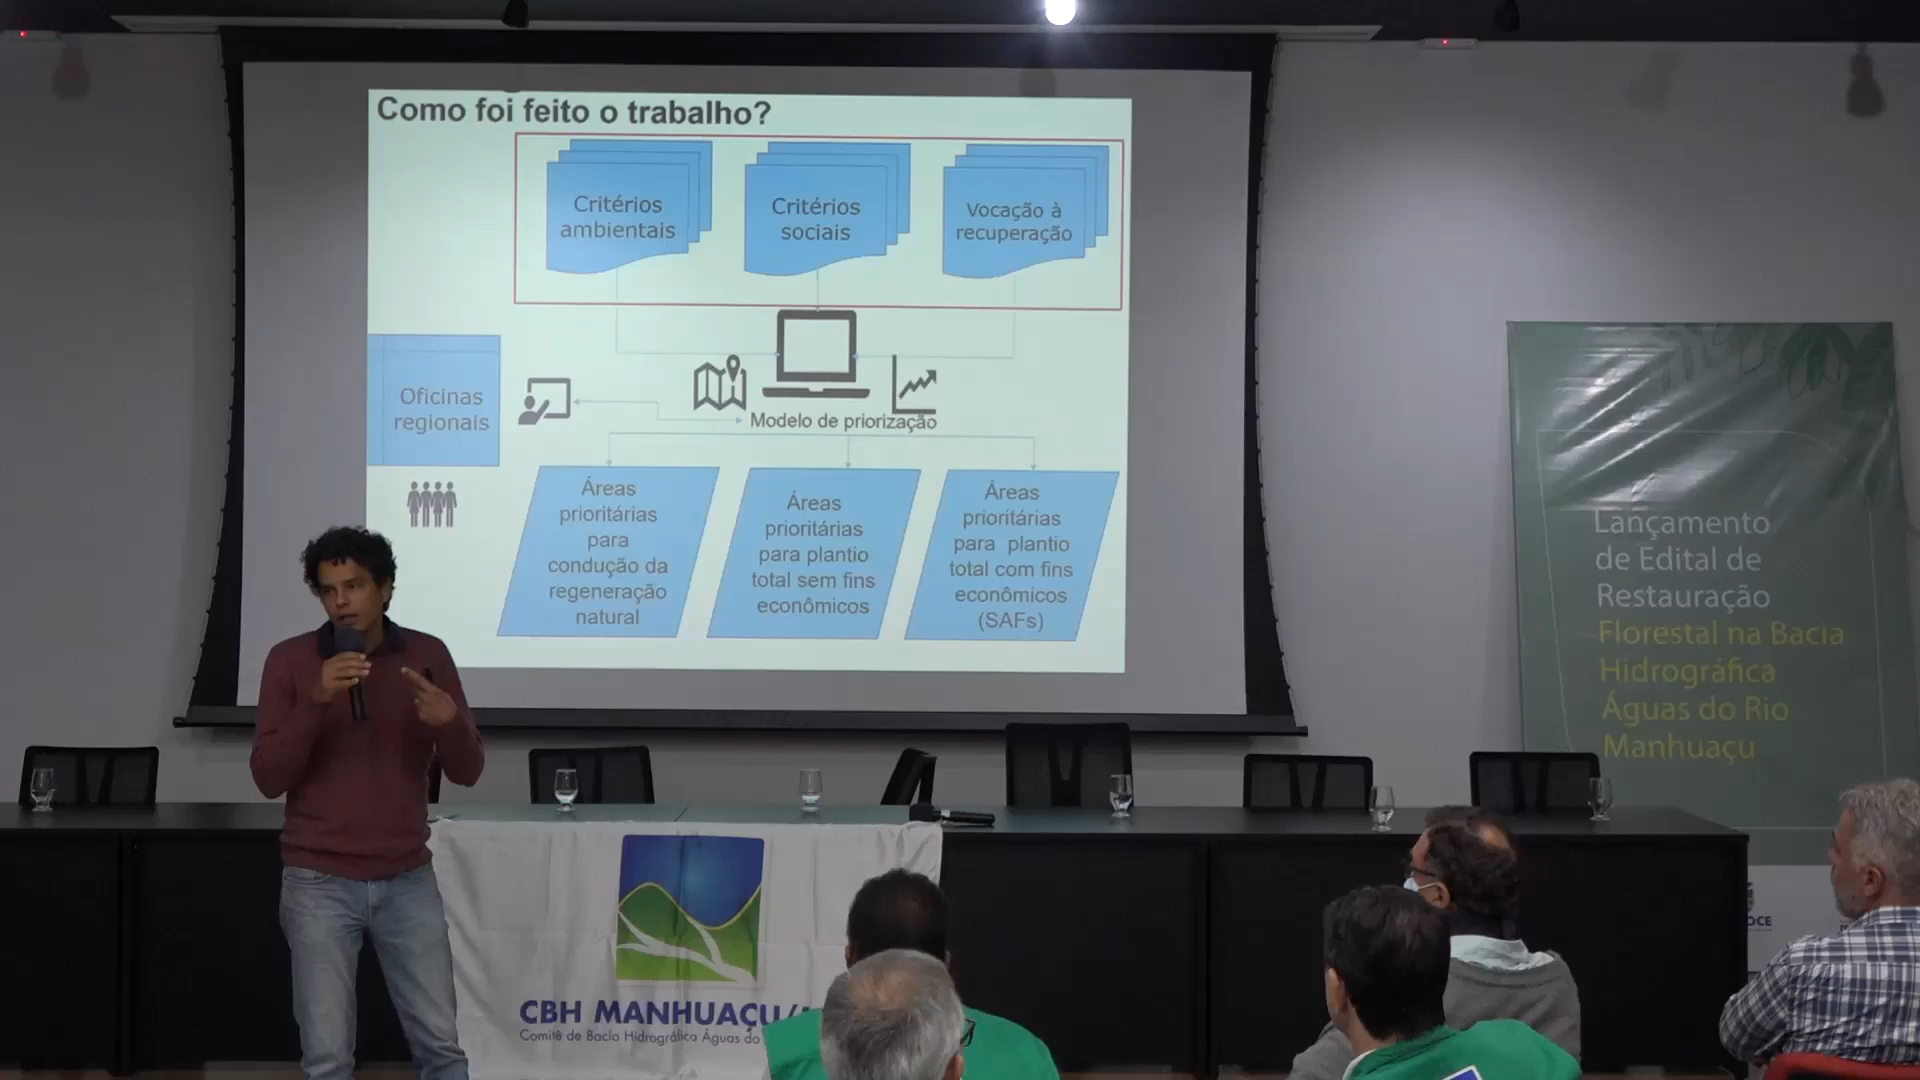 Como foi feito o trabalho?
Critérios
ambientais
Critérios
sociais
Vocação à
recuperação
Oficinas
regionais
Modelo de priorização
Áreas
prioritárias
para
condução da
regeneração
natural
Áreas
prioritárias
para plantio
total sem fins
econômicos
Áreas
prioritárias
para plantio
total com fins
econômicos
(SAFs)
Lançamento
de Edital de
Restauração
Florestal na Bacia
Hidrográfica
Águas do Rio
Manhuaçu
CBH MANHUAÇU/
Comitê de Bacia Hidrográfica Águas do